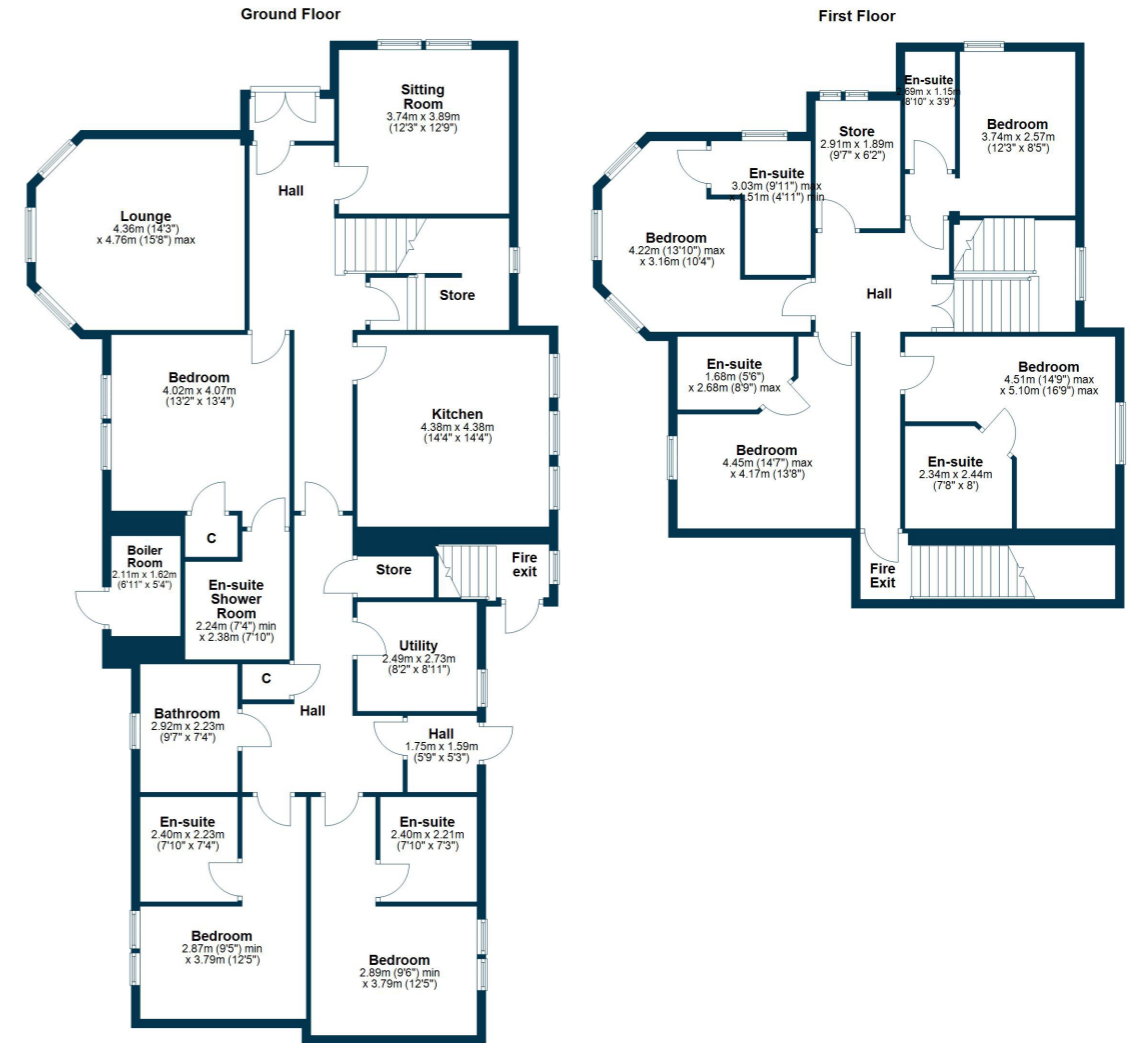 Ground Floor
Sitting
Room
3.74m x 3.89m
(12'3" x 12'9")
Hall
Lounge
4.36m (14'3")
x 4.76m (15'8") max
Store
Bedroom
4.02m x 4.07m
(13'2" x 13'4")
Kitchen
4.38m x 4.38m
(14'4" x 14'4")
C
Boiler
Room
2.11m x 1.62m
(6'11" x 5'4")
En-suite
Shower
Room
2.24m (7'4") min
x 2.38m (7'10")
Store
Fire
exit
Utility
2.49m x 2.73m
(8'2" x 8'11")
C
Hall
Bathroom
2.92m x 2.23m
(9'7" x 7'4")
Hall
1.75m x 1.59m
(5'9" x 5'3")
En-suite
2.40m x 2.23m
(7'10" x 7'4")
En-suite
2.40m x 2.21m
(7'10" x 7'3")
Bedroom
2.87m (9'5") min
x 3.79m (12'5")
Bedroom
2.89m (9'6") min
x 3.79m (12'5")
First Floor
En-suite
2.69m x 1.15m
(8'10" x 3'9")
Bedroom
3.74m x 2.57m
(12'3" x 8'5")
Store
2.91m x 1.89m
(9'7" x 6'2")
En-suite
3.03m (9'11") max
x 1.51m (4'11") min
Bedroom
4.22m (13'10") max
x 3.16m (10'4")
Hall
En-suite
1.68m (5'6")
x 2.68m (8'9") max
Bedroom
4.51m (14'9") max
x 5.10m (16'9") max
Bedroom
4.45m (14'7") max
x 4.17m (13'8")
En-suite
2.34m x 2.44m
(7'8" x 8')
Fire
Exit